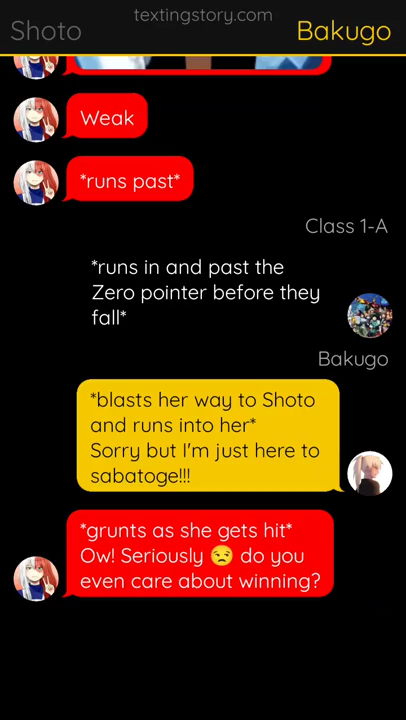 textingstory.com
Shoto
Bakugo
Weak
*runs past*
Class 1-A
*runs in and past the
Zero pointer before they
fall*
Bakugo
*blasts her way to Shoto
and runs into her*
Sorry but I'm just here to
sabatoge!!!
*grunts as she gets hit*
Ow! Seriously 😒 do you
even care about winning?